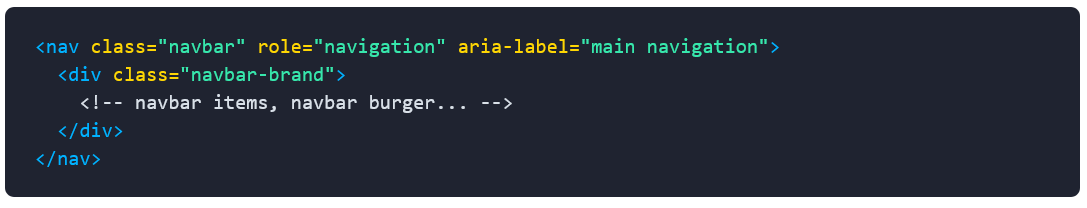 <nav class="navbar" role="navigation" aria-label="main navigation">
  <div class="navbar-brand">
    <!-- navbar items, navbar burger... -->
  </div>
</nav>